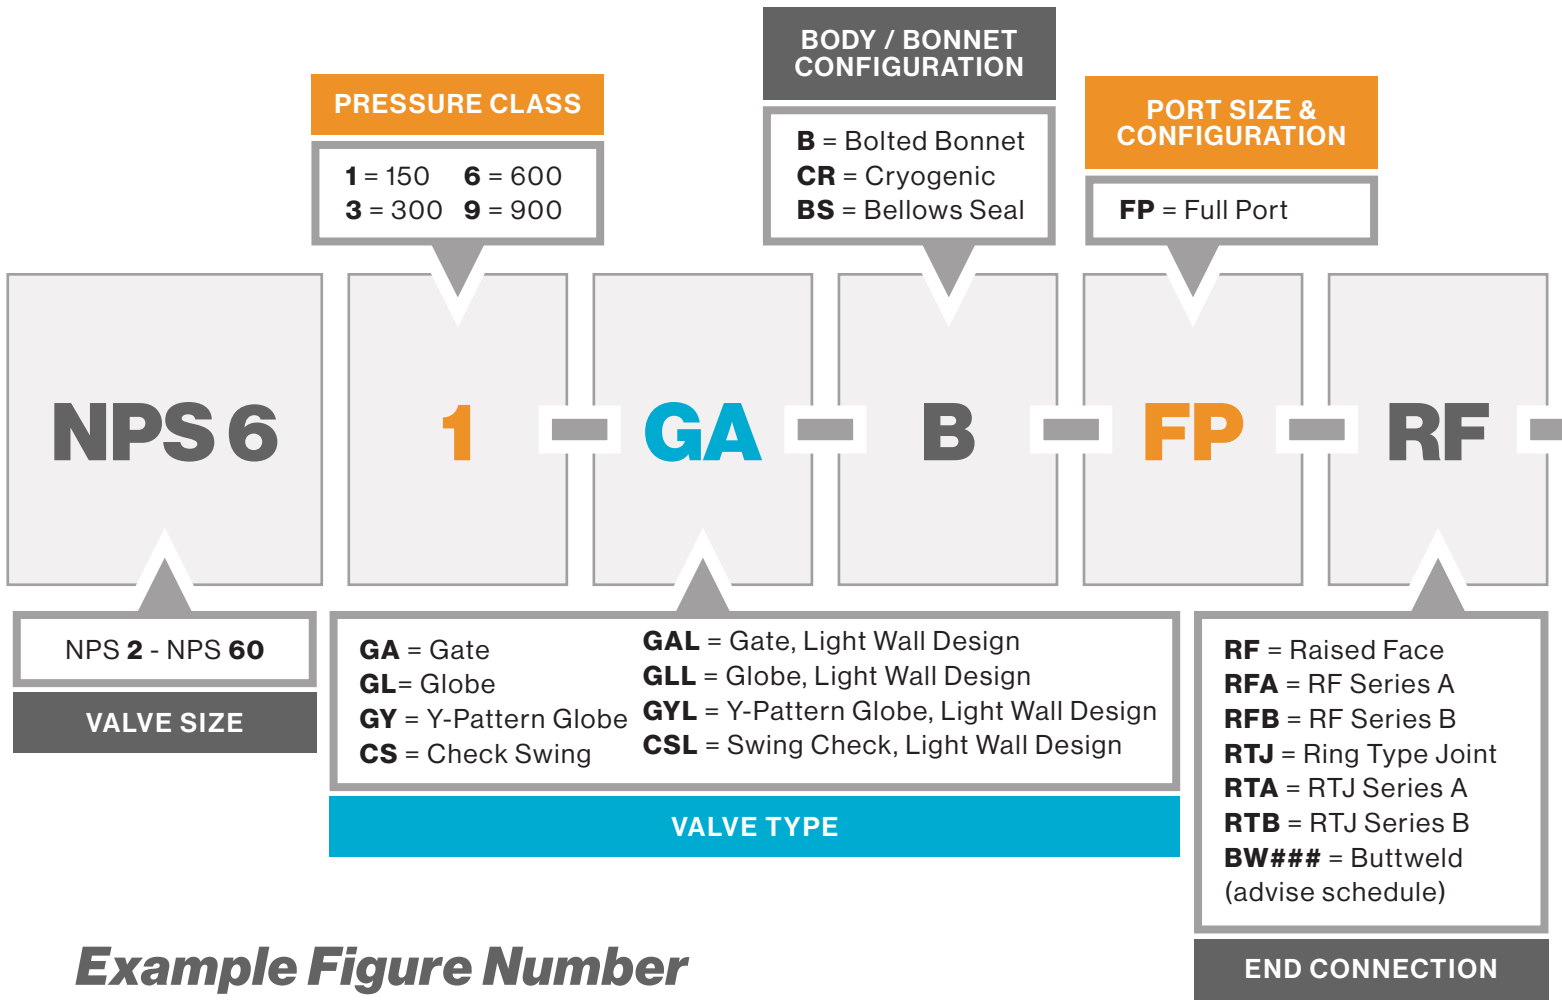 BODY / BONNET
CONFIGURATION
PRESSURE CLASS
PORT SIZE &
CONFIGURATION
B = Bolted Bonnet
CR = Cryogenic
BS = Bellows Seal
1 = 150 6 = 600
3 = 300 9 = 900
FP = Full Port
NPS 6 1 - GA - B - FP - RF -
NPS 2 - NPS 60
VALVE SIZE
GA = Gate
GL= Globe
GY = Y-Pattern Globe
CS = Check Swing
GAL = Gate, Light Wall Design
GLL = Globe, Light Wall Design
GYL = Y-Pattern Globe, Light Wall Design
CSL = Swing Check, Light Wall Design
VALVE TYPE
RF = Raised Face
RFA = RF Series A
RFB = RF Series B
RTJ = Ring Type Joint
RTA = RTJ Series A
RTB = RTJ Series B
BW### = Buttweld
(advise schedule)
END CONNECTION
Example Figure Number